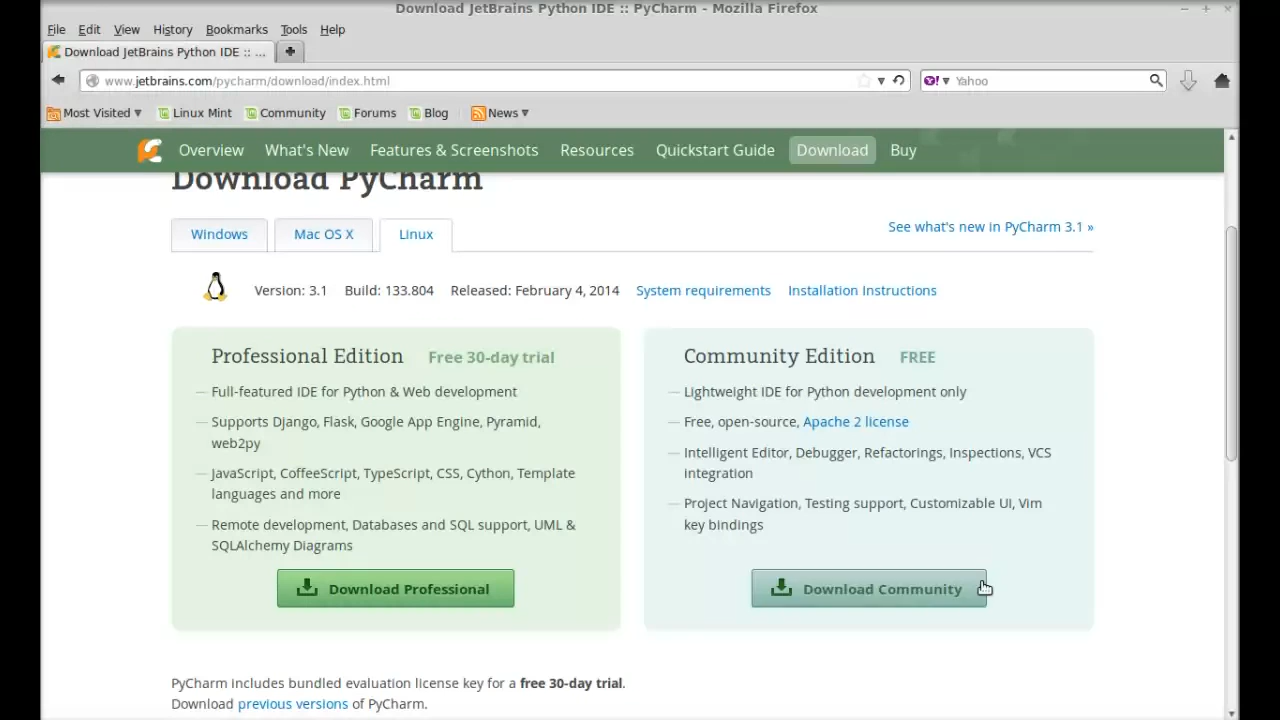 Download JetBrains Python IDE :: PyCharm - Mozilla Firefox
File Edit View History Bookmarks Tools Help
Download JetBrains Python IDE :: ...
www.jetbrains.com/pycharm/download/index.html
Yahoo
Most Visited Linux Mint Community Forums Blog News
Overview What's New Features & Screenshots Resources Quickstart Guide Download Buy
Download PyCharm
Windows Mac OS X Linux
See what's new in PyCharm 3.1 »
Version: 3.1 Build: 133.804 Released: February 4, 2014 System requirements Installation Instructions
Professional Edition Free 30-day trial
— Full-featured IDE for Python & Web development
— Supports Django, Flask, Google App Engine, Pyramid,
web2py
— JavaScript, CoffeeScript, TypeScript, CSS, Cython, Template
languages and more
— Remote development, Databases and SQL support, UML &
SQLAlchemy Diagrams
Download Professional
Community Edition FREE
— Lightweight IDE for Python development only
— Free, open-source, Apache 2 license
— Intelligent Editor, Debugger, Refactorings, Inspections, VCS
integration
— Project Navigation, Testing support, Customizable UI, Vim
key bindings
Download Community
PyCharm includes bundled evaluation license key for a free 30-day trial.
Download previous versions of PyCharm.